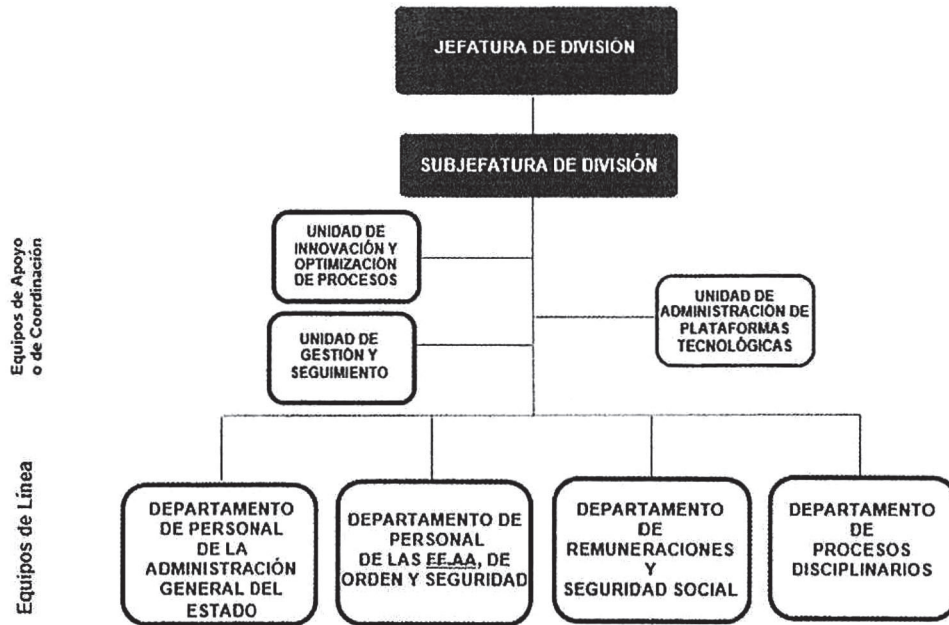 JEFATURA DE DIVISIÓN
SUBJEFATURA DE DIVISIÓN
Equipos de Apoyo
o de Coordinación
UNIDAD DE
INNOVACIÓN Y
OPTIMIZACIÓN
DE PROCESOS
UNIDAD DE
ADMINISTRACIÓN DE
PLATAFORMAS
TECNOLÓGICAS
UNIDAD DE
GESTIÓN Y
SEGUIMIENTO
Equipos de Línea
DEPARTAMENTO
DE PERSONAL
DE LA
ADMINISTRACIÓN
GENERAL DEL
ESTADO
DEPARTAMENTO DE
PERSONAL
DE LAS FF.AA, DE
ORDEN Y SEGURIDAD
DEPARTAMENTO
DE
REMUNERACIONES
Y
SEGURIDAD SOCIAL
DEPARTAMENTO
DE
PROCESOS
DISCIPLINARIOS